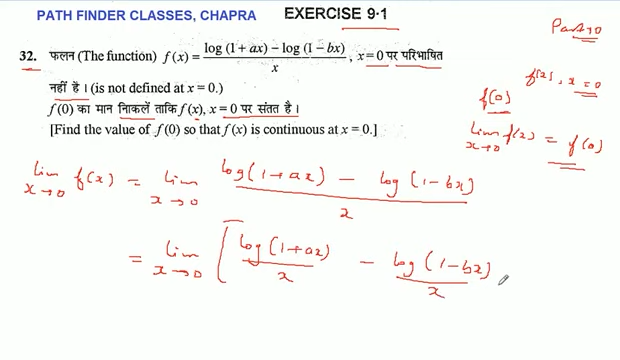 PATH FINDER CLASSES, CHAPRA
EXERCISE 9·1
Part-10
32. फलन (The function) f(x) = (log (1 + ax) – log (1 – bx))/x , x = 0 पर परिभाषित
नहीं है। (is not defined at x = 0.)
f(0) का मान निकालें ताकि f(x), x = 0 पर संतत है।
[Find the value of f(0) so that f(x) is continuous at x = 0.]
f(x), x = 0
f(0)
lim x→0 f(x) = f(0)
lim x→0 f(x) = lim x→0 (log(1+ax) – log(1–bx))/x
= lim x→0 [ log(1+ax)/x – log(1–bx)/x